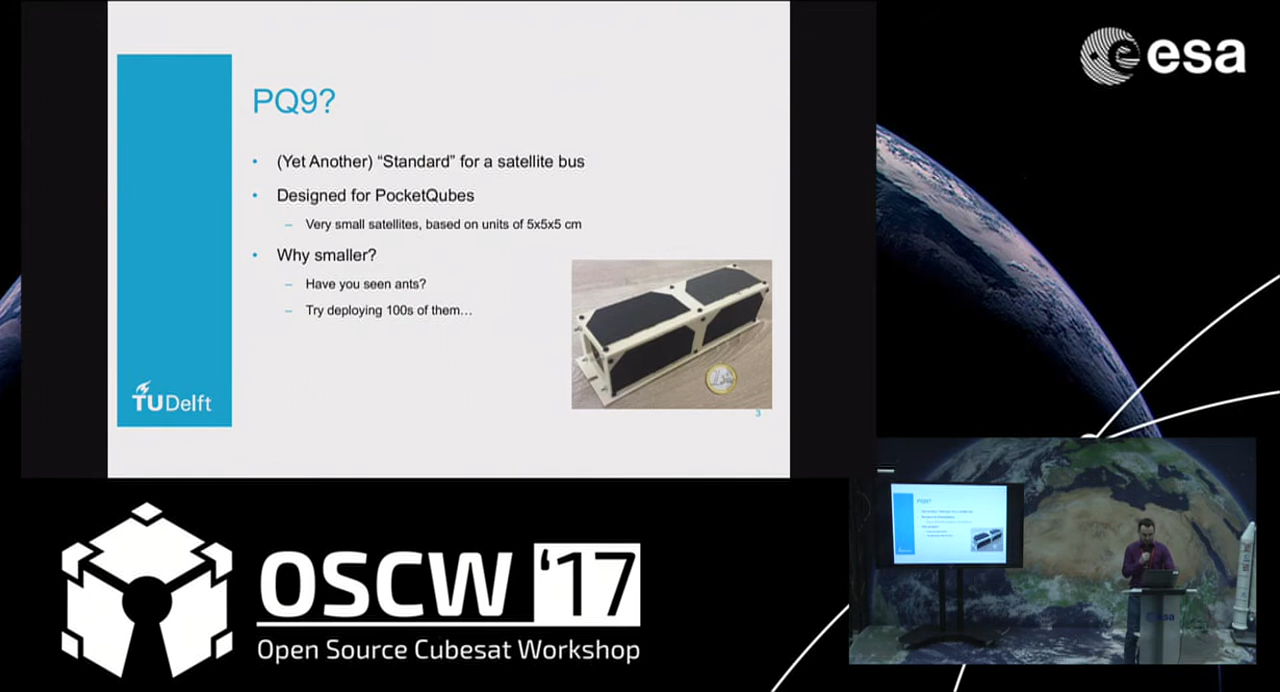 esa
PQ9?
• (Yet Another) “Standard” for a satellite bus
• Designed for PocketQubes
– Very small satellites, based on units of 5x5x5 cm
• Why smaller?
– Have you seen ants?
– Try deploying 100s of them…
TUDelft
3
OSCW ‘17
Open Source Cubesat Workshop
PQ9?
esa